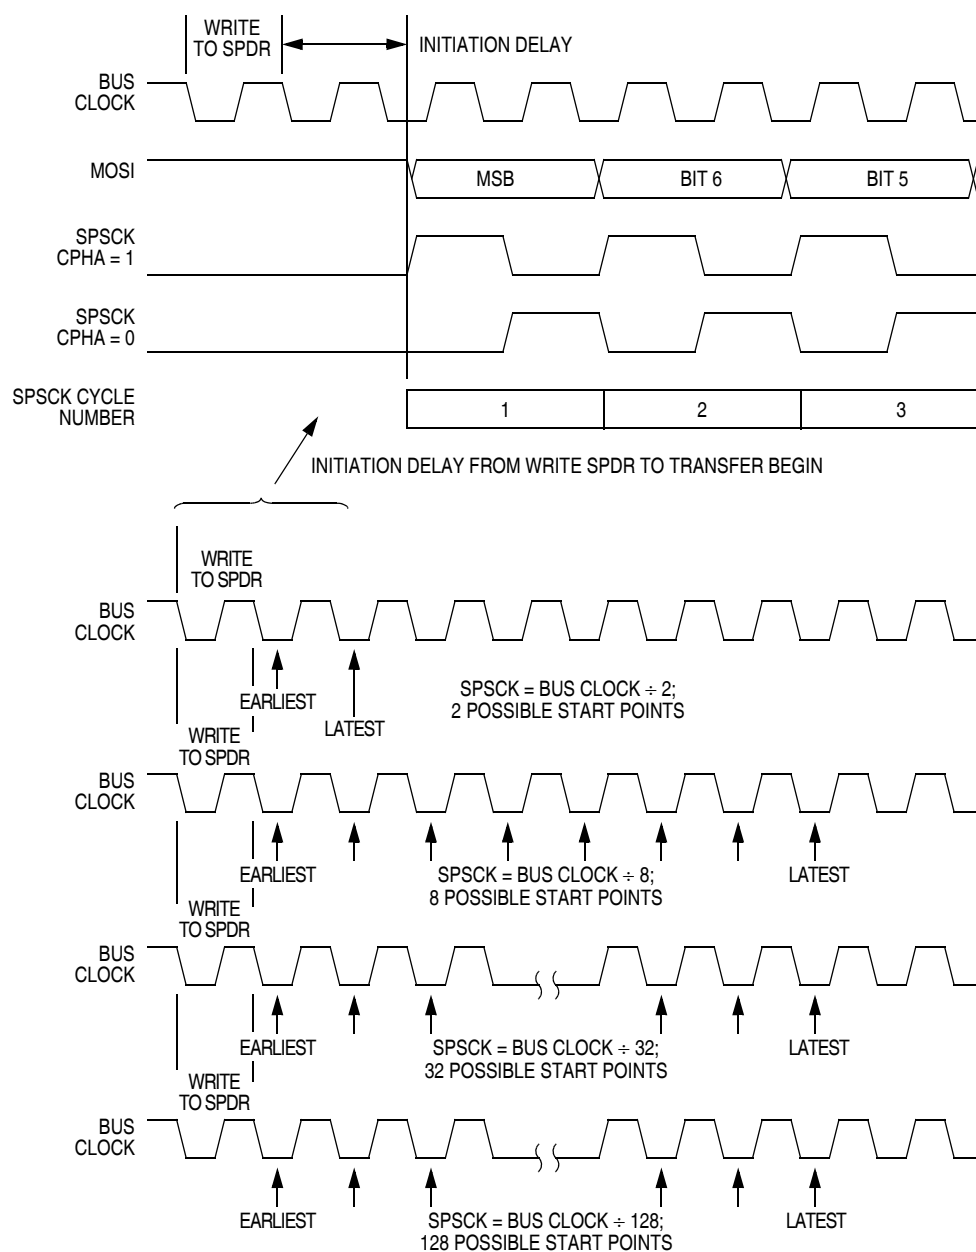 WRITE
TO SPDR
INITIATION DELAY
BUS
CLOCK
MOSI
MSB
BIT 6
BIT 5
SPSCK
CPHA = 1
SPSCK
CPHA = 0
SPSCK CYCLE
NUMBER
1
2
3
INITIATION DELAY FROM WRITE SPDR TO TRANSFER BEGIN
WRITE
TO SPDR
BUS
CLOCK
EARLIEST
LATEST
SPSCK = BUS CLOCK ÷ 2;
2 POSSIBLE START POINTS
WRITE
TO SPDR
BUS
CLOCK
EARLIEST
SPSCK = BUS CLOCK ÷ 8;
8 POSSIBLE START POINTS
LATEST
WRITE
TO SPDR
BUS
CLOCK
EARLIEST
SPSCK = BUS CLOCK ÷ 32;
32 POSSIBLE START POINTS
LATEST
WRITE
TO SPDR
BUS
CLOCK
EARLIEST
SPSCK = BUS CLOCK ÷ 128;
128 POSSIBLE START POINTS
LATEST